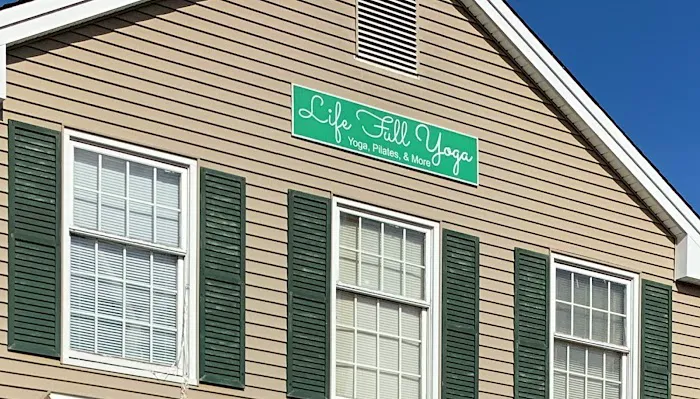 Life Full Yoga
Yoga, Pilates, & More